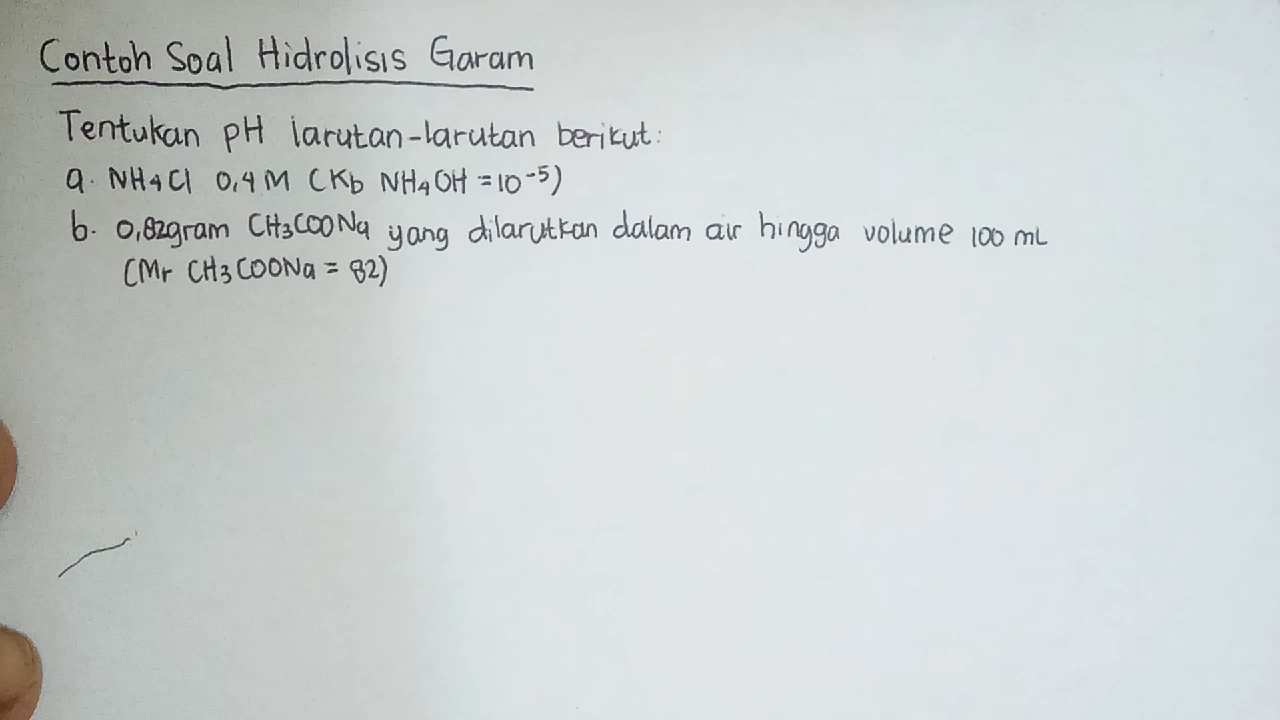 Contoh Soal Hidrolisis Garam
Tentukan pH larutan-larutan berikut:
a. NH4Cl 0,4 M (Kb NH4OH = 10⁻⁵)
b. 0,82gram CH3COONa yang dilarutkan dalam air hingga volume 100 mL
(Mr CH3COONa = 82)